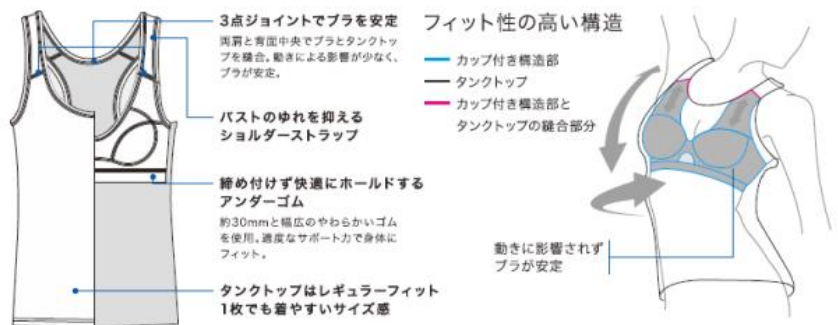 3点ジョイントでブラを安定
両肩と背面中央でブラとタンクトッ
プを縫合。動きによる影響が少なく、
ブラが安定。
バストのゆれを抑える
ショルダーストラップ
締め付けず快適にホールドする
アンダーゴム
約30mmと幅広のやわらかいゴム
を使用。適度なサポート力で身体に
フィット。
タンクトップはレギュラーフィット
1枚でも着やすいサイズ感
フィット性の高い構造
カップ付き構造部
タンクトップ
カップ付き構造部と
タンクトップの縫合部分
動きに影響されず
ブラが安定